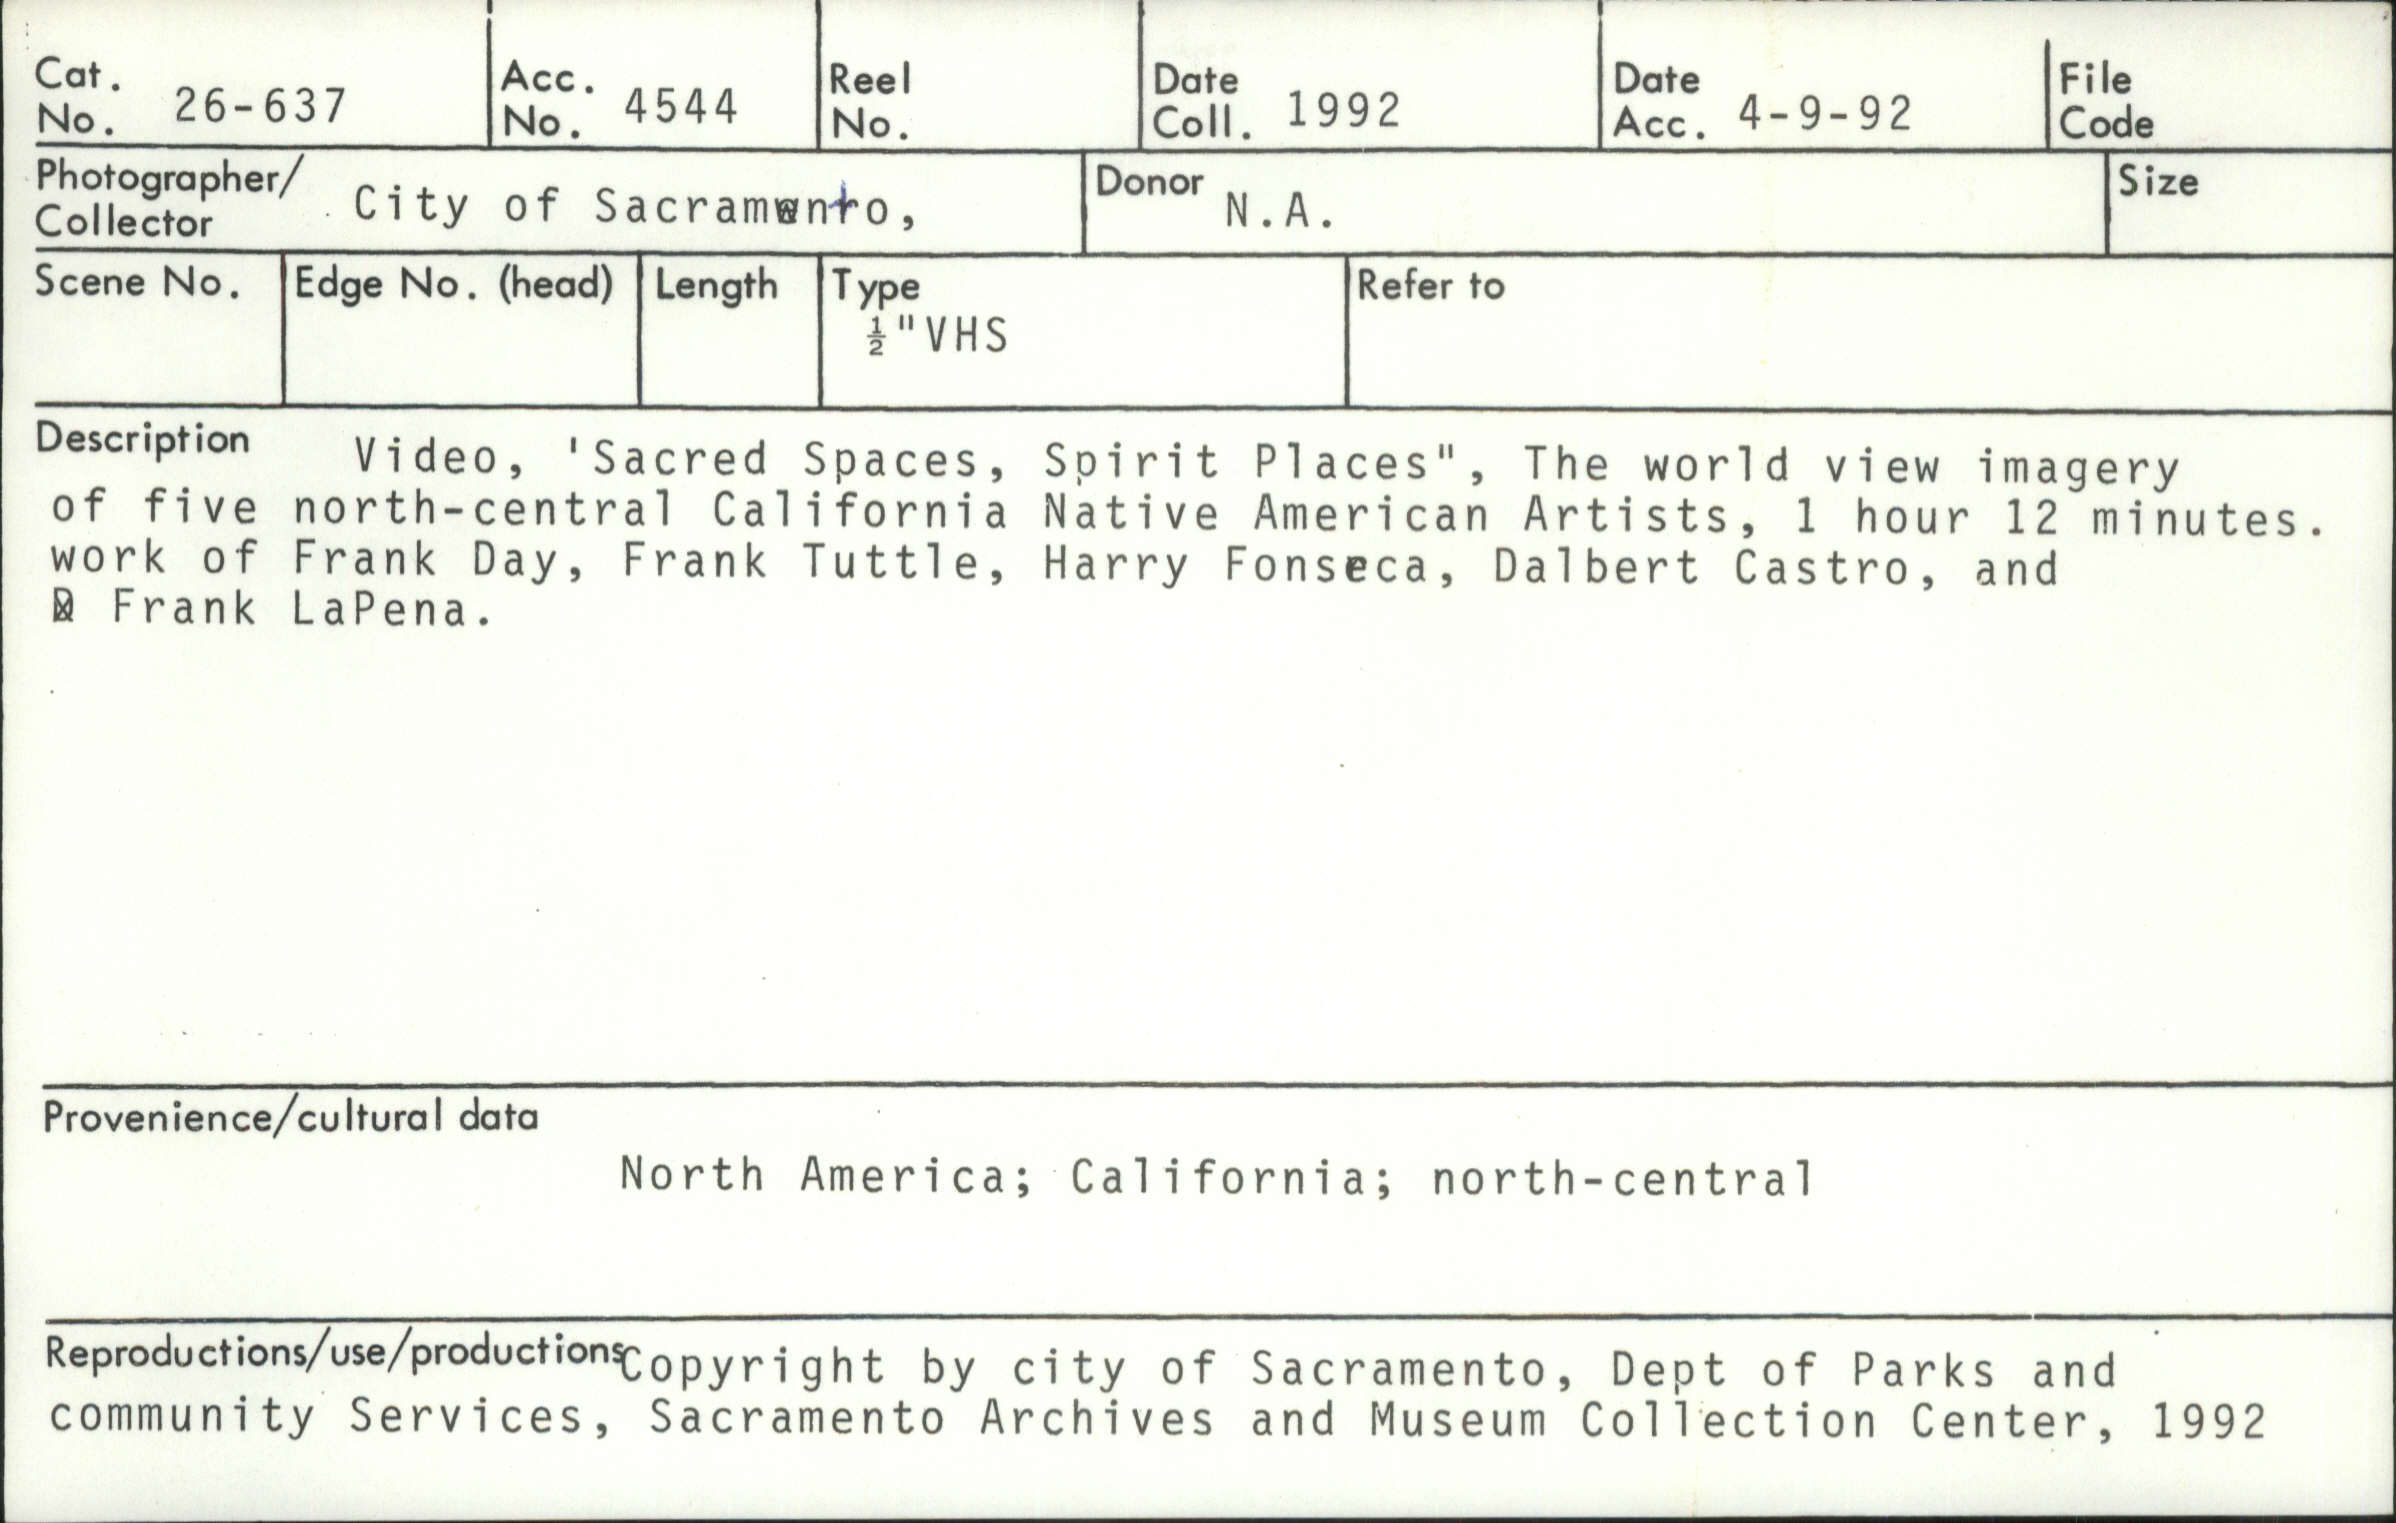 Cat. No. 26-637
Acc. No. 4544
Reel No.
Date Coll. 1992
Date Acc. 4-9-92
File Code
Photographer/ Collector City of Sacramento,
Donor N.A.
Size
Scene No.
Edge No. (head)
Length
Type ½"VHS
Refer to
Description Video, 'Sacred Spaces, Spirit Places", The world view imagery
of five north-central California Native American Artists, 1 hour 12 minutes.
work of Frank Day, Frank Tuttle, Harry Fonseca, Dalbert Castro, and
Frank LaPena.
Provenience/cultural data
North America; California; north-central
Reproductions/use/productions Copyright by city of Sacramento, Dept of Parks and
community Services, Sacramento Archives and Museum Collection Center, 1992